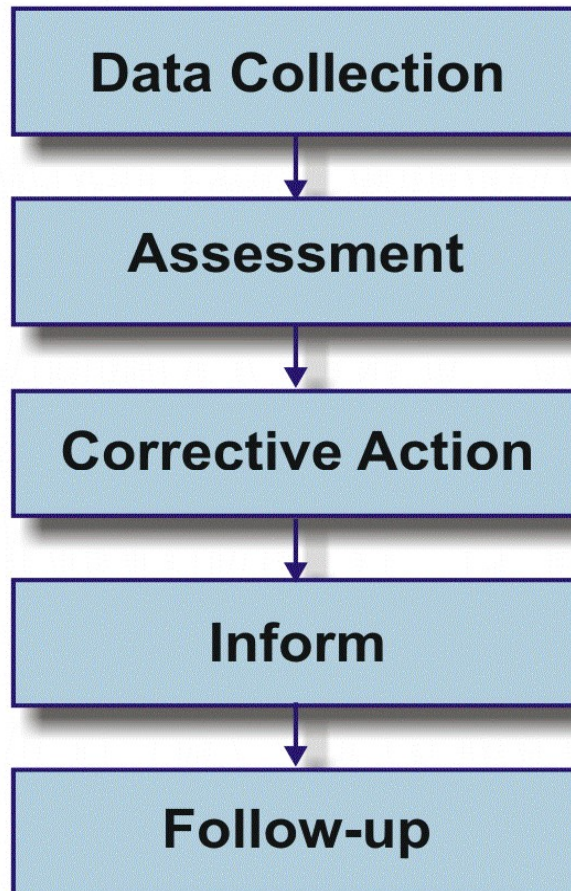 Data Collection
Assessment
Corrective Action
Inform
Follow-up